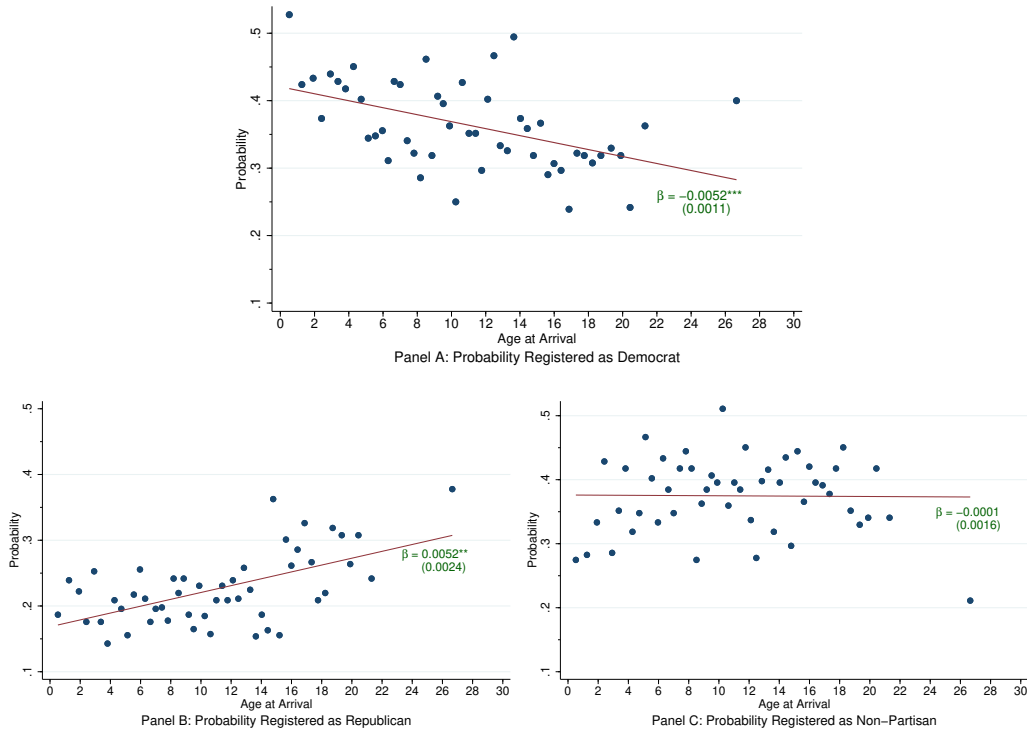 Probability
.5
.4
.3
.2
.1
β = −0.0052***
(0.0011)
0 2 4 6 8 10 12 14 16 18 20 22 24 26 28 30
Age at Arrival
Panel A: Probability Registered as Democrat
Probability
.5
.4
.3
.2
.1
β = 0.0052**
(0.0024)
0 2 4 6 8 10 12 14 16 18 20 22 24 26 28 30
Age at Arrival
Panel B: Probability Registered as Republican
Probability
.5
.4
.3
.2
.1
β = −0.0001
(0.0016)
0 2 4 6 8 10 12 14 16 18 20 22 24 26 28 30
Age at Arrival
Panel C: Probability Registered as Non−Partisan